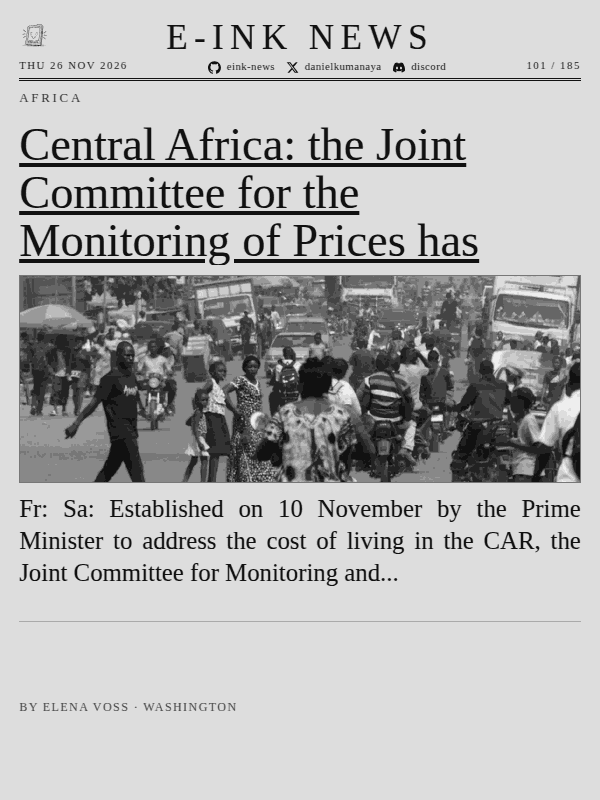 E-INK NEWS
THU 26 NOV 2026
eink-news danielkumanaya discord
101 / 185
AFRICA
Central Africa: the Joint
Committee for the
Monitoring of Prices has
Fr: Sa: Established on 10 November by the Prime
Minister to address the cost of living in the CAR, the
Joint Committee for Monitoring and...
BY ELENA VOSS · WASHINGTON